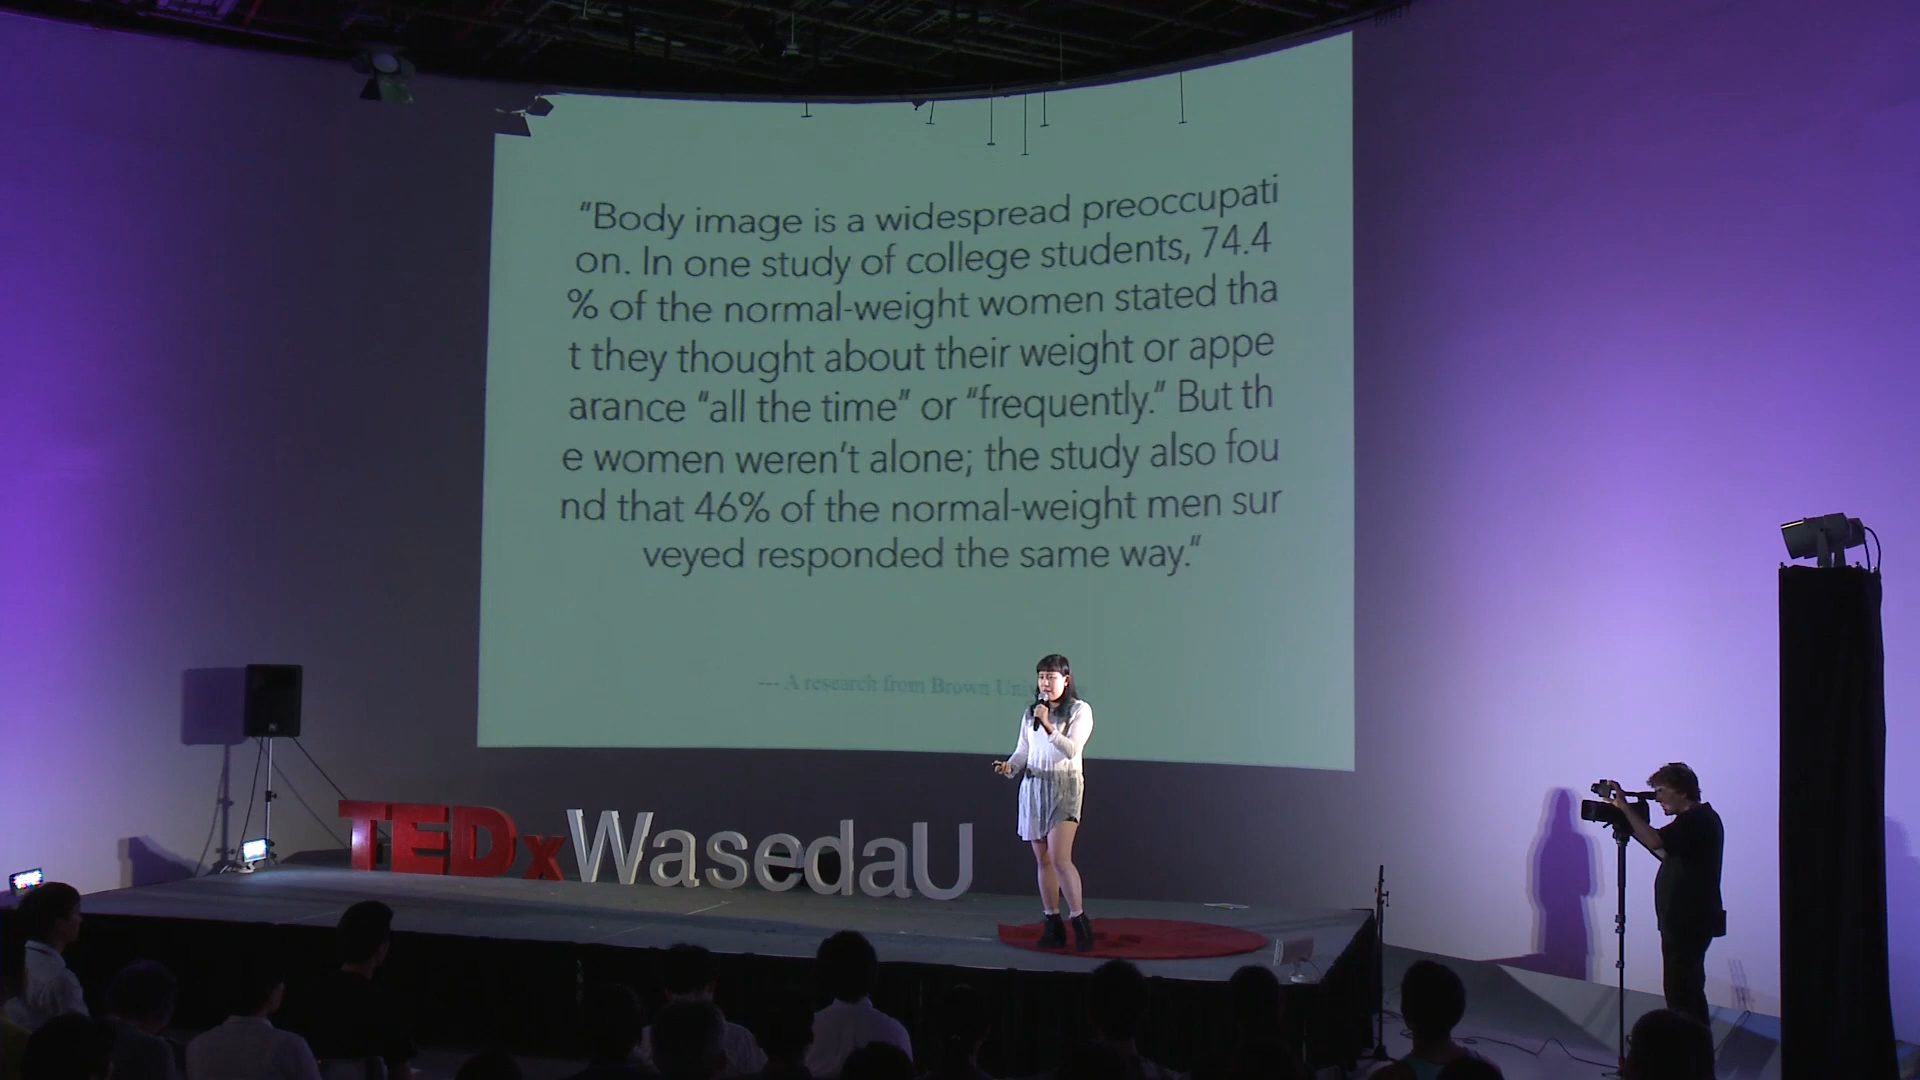 “Body image is a widespread preoccupati
on. In one study of college students, 74.4
% of the normal-weight women stated tha
t they thought about their weight or appe
arance “all the time” or “frequently.” But th
e women weren’t alone; the study also fou
nd that 46% of the normal-weight men sur
veyed responded the same way.“
--- A research from Brown
TEDxWasedaU